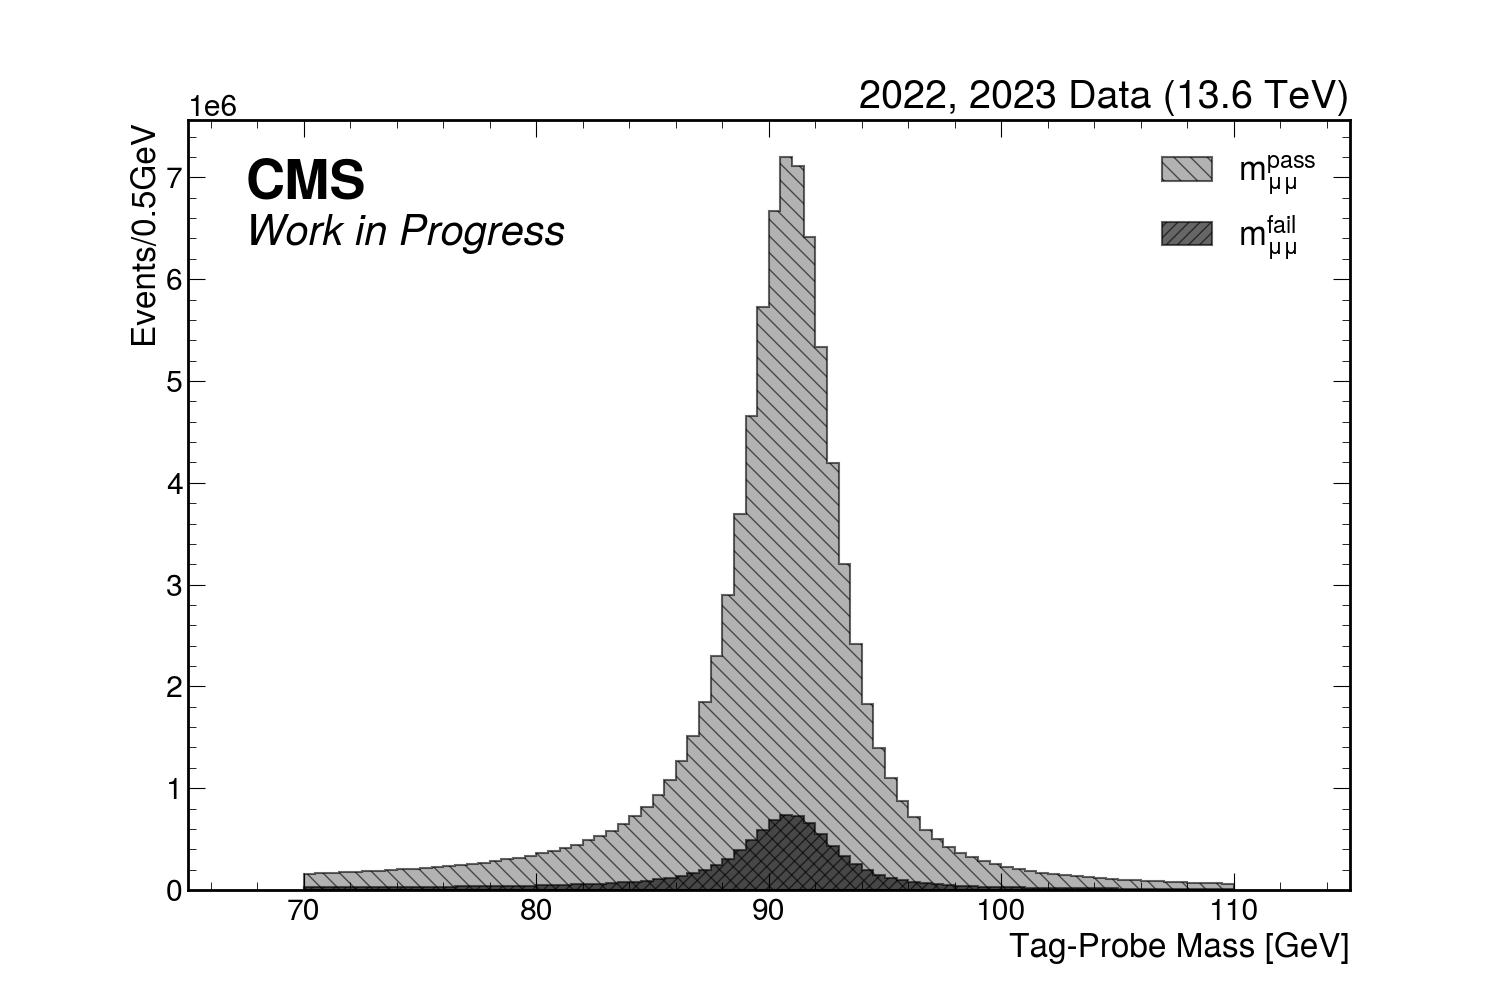 2022, 2023 Data (13.6 TeV)
1e6
CMS
Work in Progress
m^pass_μμ
m^fail_μμ
Events/0.5GeV
7
6
5
4
3
2
1
0
70 80 90 100 110
Tag-Probe Mass [GeV]